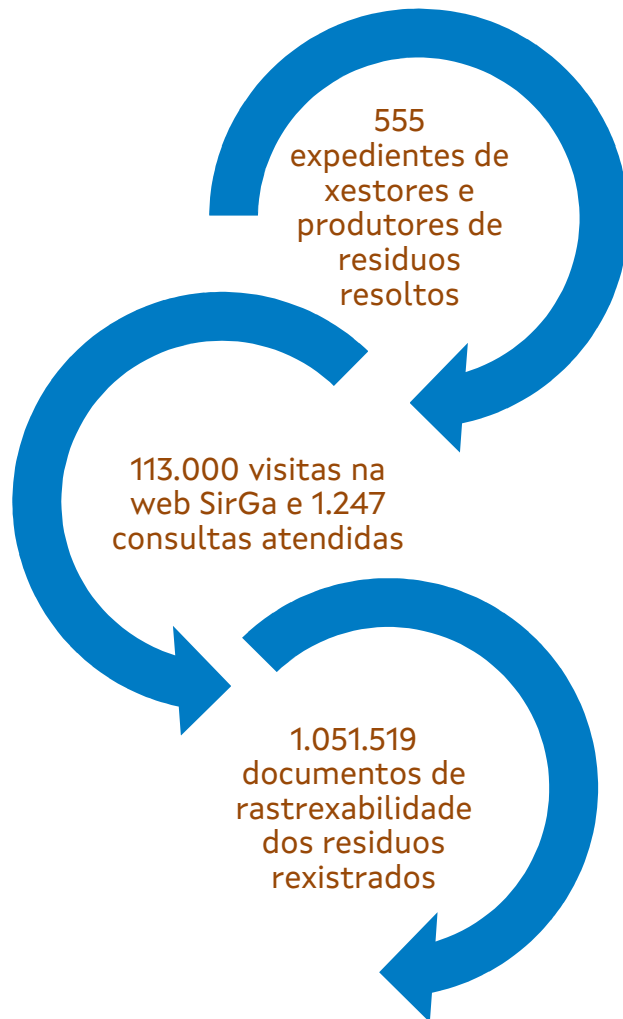 555
expedientes de
xestores e
produtores de
residuos
resoltos
113.000 visitas na
web SirGa e 1.247
consultas atendidas
1.051.519
documentos de
rastrexabilidade
dos residuos
rexistrados